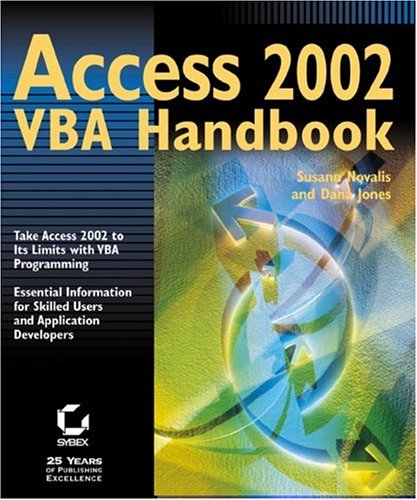 Access 2002
VBA Handbook
Susann Novalis
and Dana Jones
Take Access 2002 to
Its Limits with VBA
Programming
Essential Information
for Skilled Users
and Application
Developers
SYBEX
25 YEARS
OF PUBLISHING
EXCELLENCE